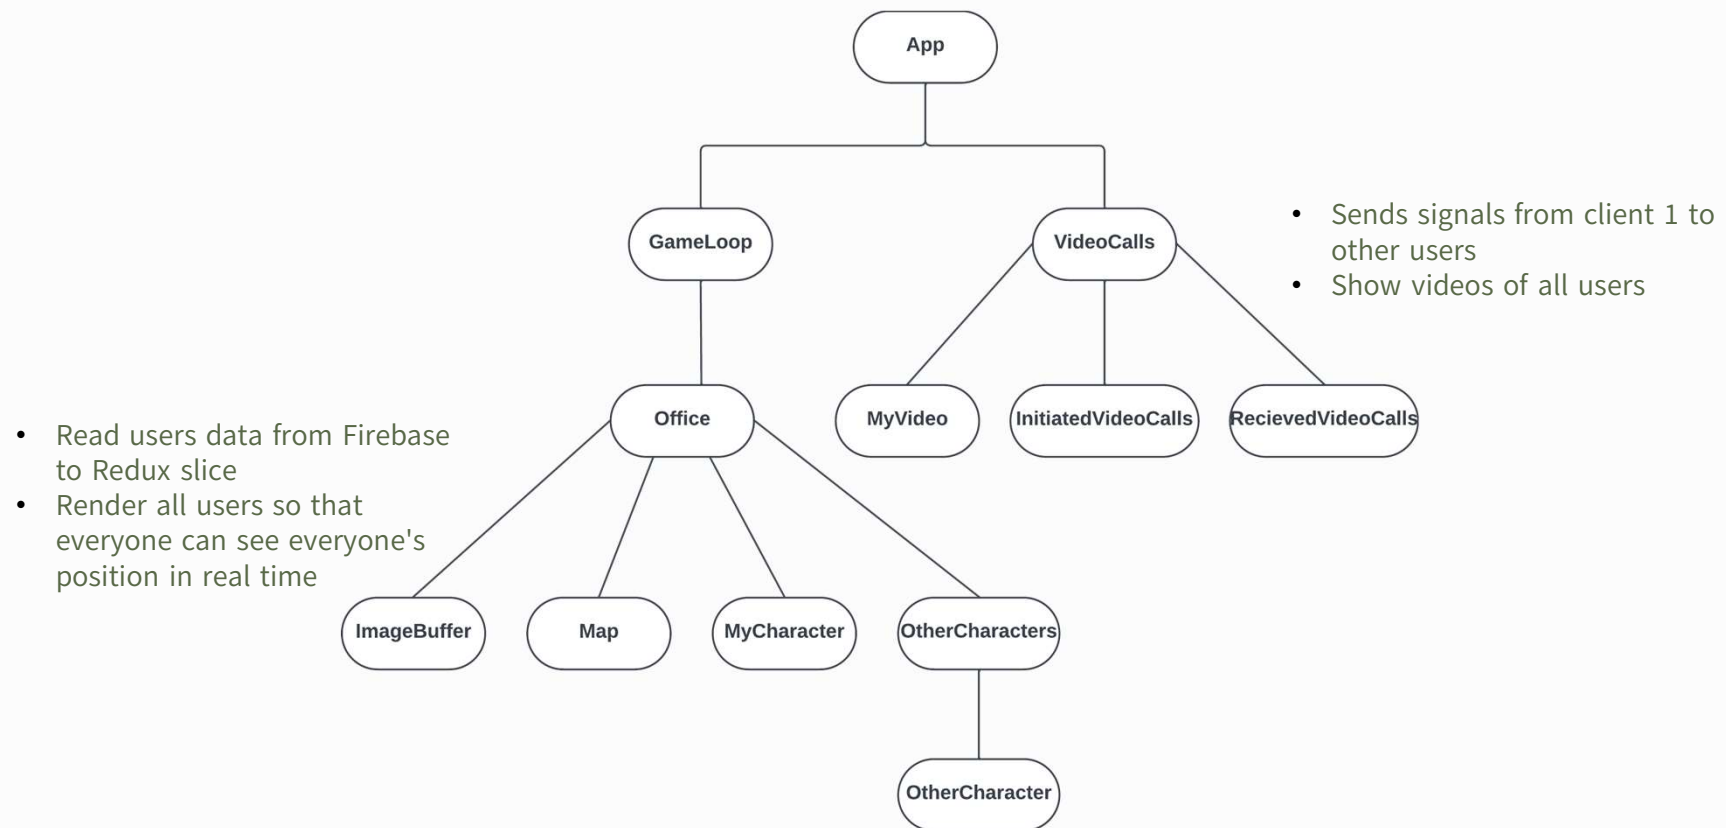 App
GameLoop
VideoCalls
• Sends signals from client 1 to
other users
• Show videos of all users
Office
MyVideo
InitiatedVideoCalls
RecievedVideoCalls
• Read users data from Firebase
to Redux slice
• Render all users so that
everyone can see everyone's
position in real time
ImageBuffer
Map
MyCharacter
OtherCharacters
OtherCharacter